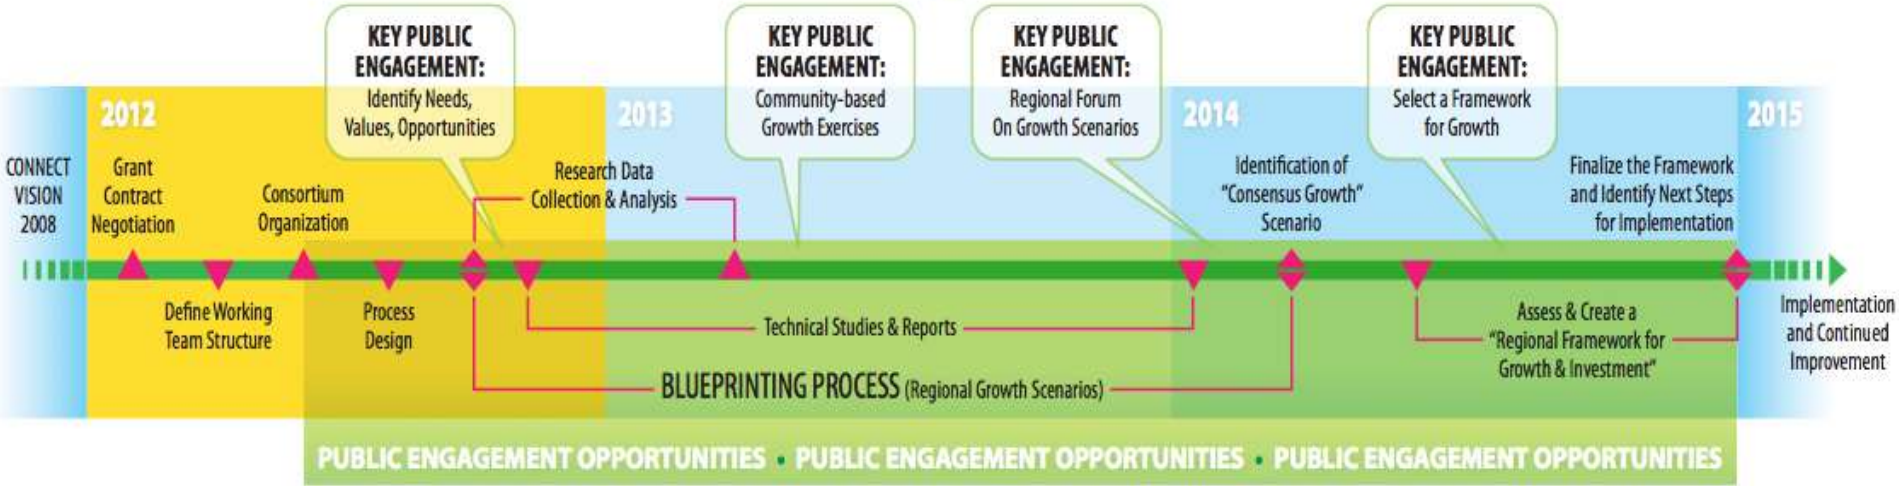 KEY PUBLIC
ENGAGEMENT:
Identify Needs,
Values, Opportunities
KEY PUBLIC
ENGAGEMENT:
Community-based
Growth Exercises
KEY PUBLIC
ENGAGEMENT:
Regional Forum
On Growth Scenarios
KEY PUBLIC
ENGAGEMENT:
Select a Framework
for Growth
2012
2013
2014
2015
CONNECT
VISION
2008
Grant
Contract
Negotiation
Consortium
Organization
Research Data
Collection & Analysis
Identification of
"Consensus Growth"
Scenario
Finalize the Framework
and Identify Next Steps
for Implementation
Define Working
Team Structure
Process
Design
Technical Studies & Reports
Assess & Create a
"Regional Framework for
Growth & Investment"
Implementation
and Continued
Improvement
BLUEPRINTING PROCESS (Regional Growth Scenarios)
PUBLIC ENGAGEMENT OPPORTUNITIES • PUBLIC ENGAGEMENT OPPORTUNITIES • PUBLIC ENGAGEMENT OPPORTUNITIES